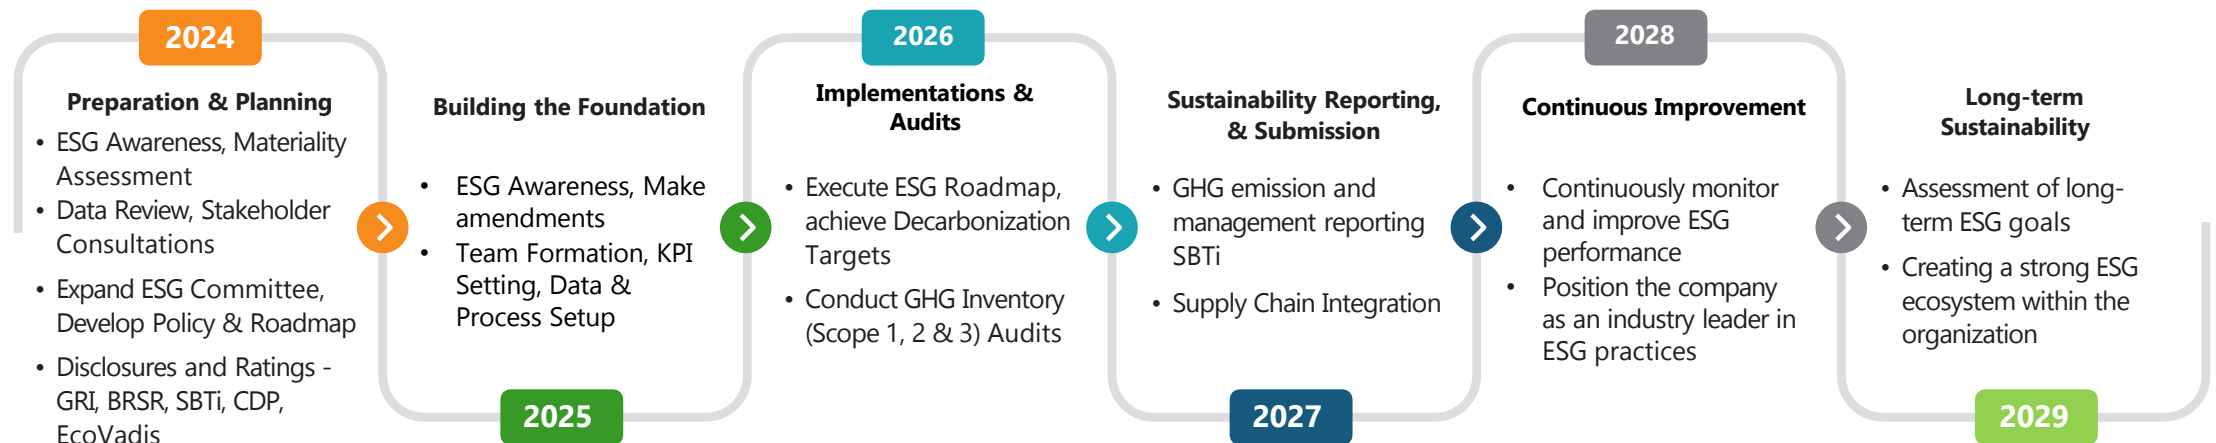 2024
Preparation & Planning
• ESG Awareness, Materiality
Assessment
• Data Review, Stakeholder
Consultations
• Expand ESG Committee,
Develop Policy & Roadmap
• Disclosures and Ratings -
GRI, BRSR, SBTi, CDP,
EcoVadis
Building the Foundation
• ESG Awareness, Make
amendments
• Team Formation, KPI
Setting, Data &
Process Setup
2025
2026
Implementations &
Audits
• Execute ESG Roadmap,
achieve Decarbonization
Targets
• Conduct GHG Inventory
(Scope 1, 2 & 3) Audits
Sustainability Reporting,
& Submission
• GHG emission and
management reporting
SBTi
• Supply Chain Integration
2027
2028
Continuous Improvement
• Continuously monitor
and improve ESG
performance
• Position the company
as an industry leader in
ESG practices
Long-term
Sustainability
• Assessment of long-
term ESG goals
• Creating a strong ESG
ecosystem within the
organization
2029